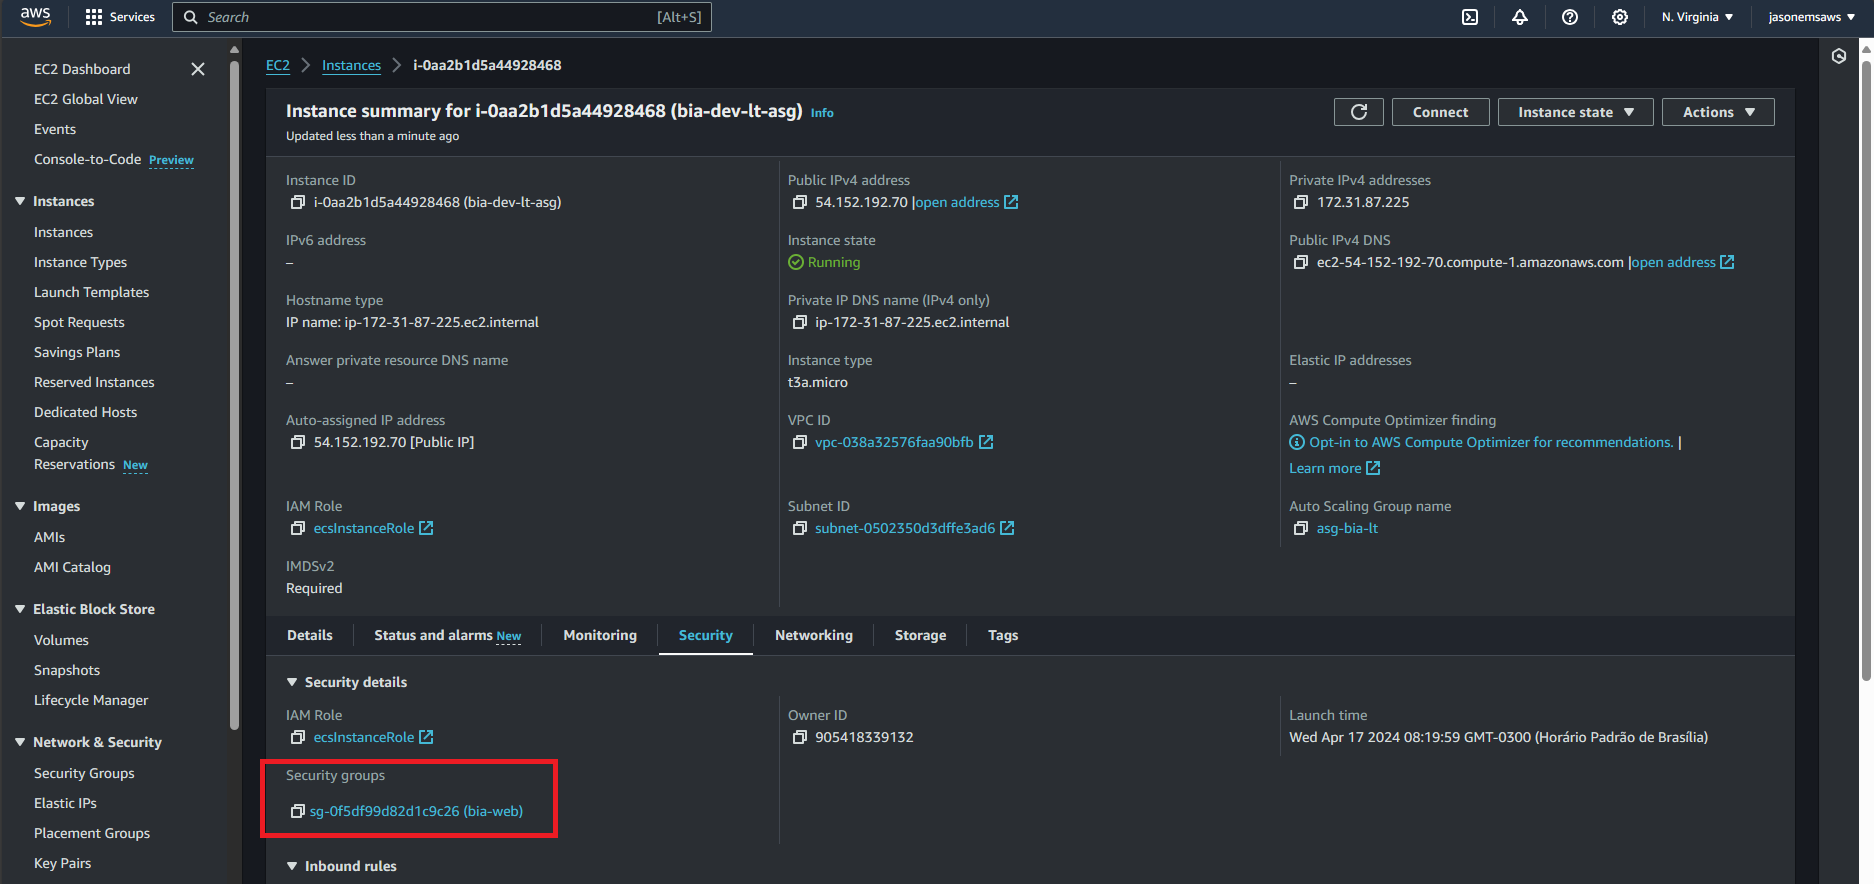 aws
Services
Search
[Alt+S]
N. Virginia
jasonemsaws
EC2 Dashboard
EC2 Global View
Events
Console-to-Code Preview
Instances
Instances
Instance Types
Launch Templates
Spot Requests
Savings Plans
Reserved Instances
Dedicated Hosts
Capacity
Reservations New
Images
AMIs
AMI Catalog
Elastic Block Store
Volumes
Snapshots
Lifecycle Manager
Network & Security
Security Groups
Elastic IPs
Placement Groups
Key Pairs
EC2 > Instances > i-0aa2b1d5a44928468
Instance summary for i-0aa2b1d5a44928468 (bia-dev-lt-asg) Info
Updated less than a minute ago
Connect
Instance state
Actions
Instance ID
i-0aa2b1d5a44928468 (bia-dev-lt-asg)
Public IPv4 address
54.152.192.70 |open address
Private IPv4 addresses
172.31.87.225
IPv6 address
–
Instance state
Running
Public IPv4 DNS
ec2-54-152-192-70.compute-1.amazonaws.com |open address
Hostname type
IP name: ip-172-31-87-225.ec2.internal
Private IP DNS name (IPv4 only)
ip-172-31-87-225.ec2.internal
Answer private resource DNS name
–
Instance type
t3a.micro
Elastic IP addresses
–
Auto-assigned IP address
54.152.192.70 [Public IP]
VPC ID
vpc-038a32576faa90bfb
AWS Compute Optimizer finding
Opt-in to AWS Compute Optimizer for recommendations. |
Learn more
IAM Role
ecsInstanceRole
Subnet ID
subnet-0502350d3dffe3ad6
Auto Scaling Group name
asg-bia-lt
IMDSv2
Required
Details
Status and alarms New
Monitoring
Security
Networking
Storage
Tags
Security details
IAM Role
ecsInstanceRole
Owner ID
905418339132
Launch time
Wed Apr 17 2024 08:19:59 GMT-0300 (Horário Padrão de Brasília)
Security groups
sg-0f5df99d82d1c9c26 (bia-web)
Inbound rules